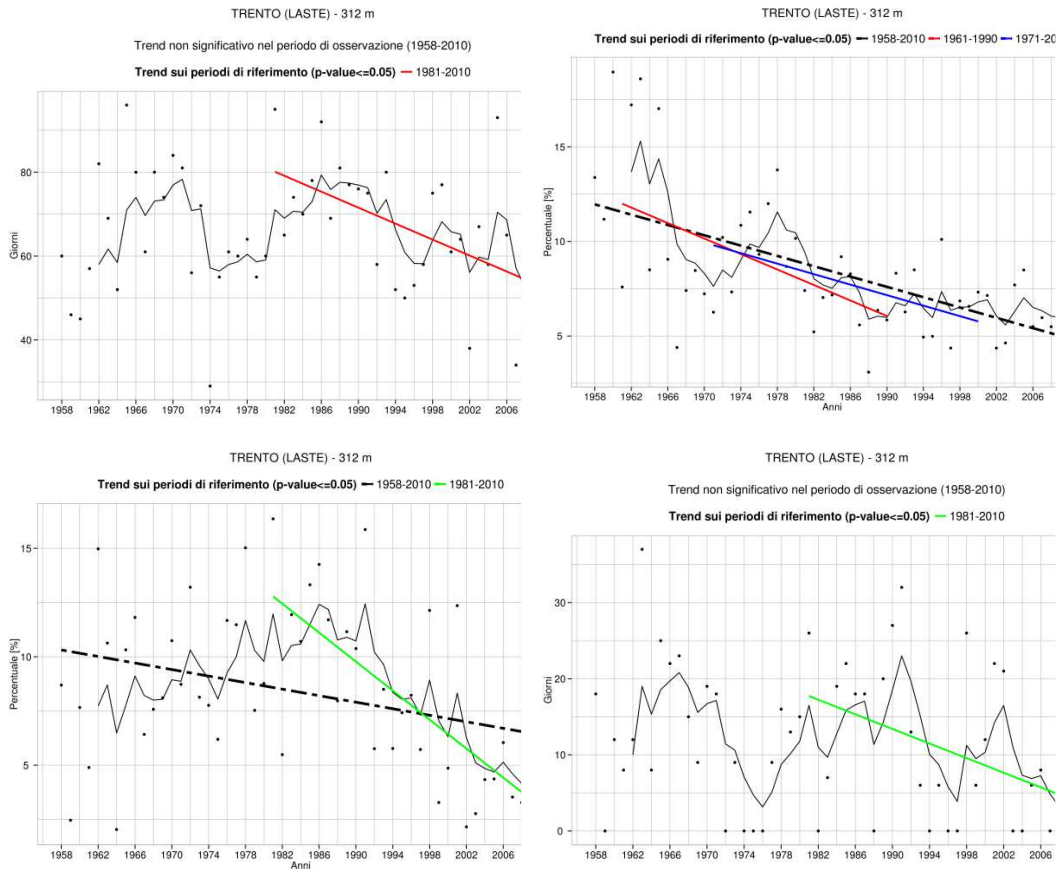 TRENTO (LASTE) - 312 m
Trend non significativo nel periodo di osservazione (1958-2010)
Trend sui periodi di riferimento (p-value<=0.05) 1981-2010
Giorni
80
60
40
1958 1962 1966 1970 1974 1978 1982 1986 1990 1994 1998 2002 2006
TRENTO (LASTE) - 312 m
Trend sui periodi di riferimento (p-value<=0.05) 1958-2010 1961-1990 1971-20
Percentuale [%]
15
10
5
1958 1962 1966 1970 1974 1978 1982 1986 1990 1994 1998 2002 2006
Anni
TRENTO (LASTE) - 312 m
Trend sui periodi di riferimento (p-value<=0.05) 1958-2010 1981-2010
Percentuale [%]
15
10
5
1958 1962 1966 1970 1974 1978 1982 1986 1990 1994 1998 2002 2006
Anni
TRENTO (LASTE) - 312 m
Trend non significativo nel periodo di osservazione (1958-2010)
Trend sui periodi di riferimento (p-value<=0.05) 1981-2010
Giorni
30
20
10
0
1958 1962 1966 1970 1974 1978 1982 1986 1990 1994 1998 2002 2006